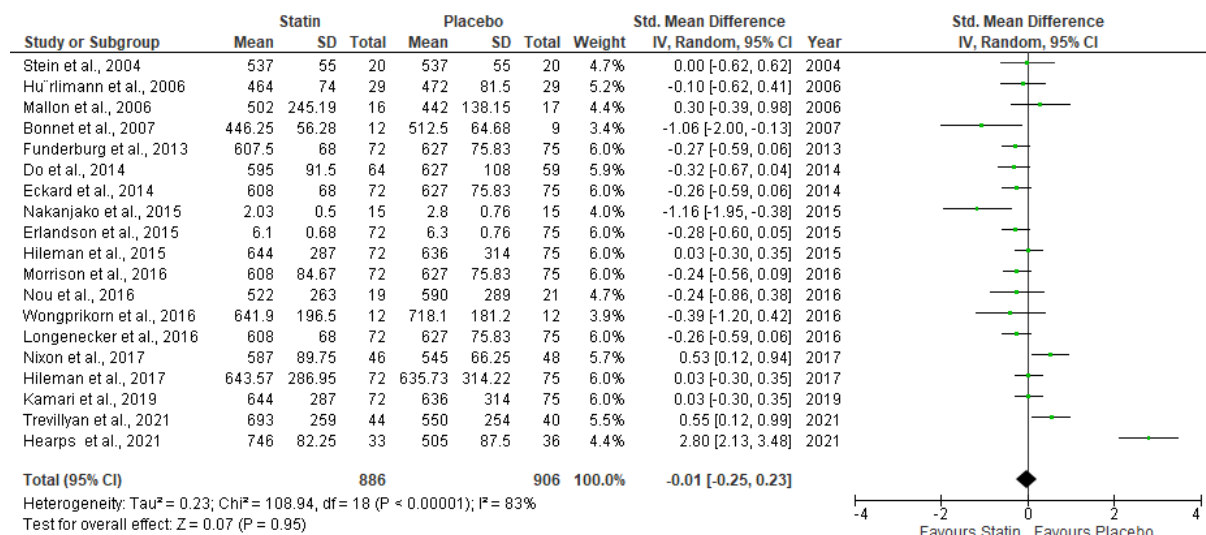 Statin Placebo Std. Mean Difference Std. Mean Difference
Study or Subgroup Mean SD Total Mean SD Total Weight IV, Random, 95% CI Year IV, Random, 95% CI
Stein et al., 2004 537 55 20 537 55 20 4.7% 0.00 [-0.62, 0.62] 2004
Hu¨rlimann et al., 2006 464 74 29 472 81.5 29 5.2% -0.10 [-0.62, 0.41] 2006
Mallon et al., 2006 502 245.19 16 442 138.15 17 4.4% 0.30 [-0.39, 0.98] 2006
Bonnet et al., 2007 446.25 56.28 12 512.5 64.68 9 3.4% -1.06 [-2.00, -0.13] 2007
Funderburg et al., 2013 607.5 68 72 627 75.83 75 6.0% -0.27 [-0.59, 0.06] 2013
Do et al., 2014 595 91.5 64 627 108 59 5.9% -0.32 [-0.67, 0.04] 2014
Eckard et al., 2014 608 68 72 627 75.83 75 6.0% -0.26 [-0.59, 0.06] 2014
Nakanjako et al., 2015 2.03 0.5 15 2.8 0.76 15 4.0% -1.16 [-1.95, -0.38] 2015
Erlandson et al., 2015 6.1 0.68 72 6.3 0.76 75 6.0% -0.28 [-0.60, 0.05] 2015
Hileman et al., 2015 644 287 72 636 314 75 6.0% 0.03 [-0.30, 0.35] 2015
Morrison et al., 2016 608 84.67 72 627 75.83 75 6.0% -0.24 [-0.56, 0.09] 2016
Nou et al., 2016 522 263 19 590 289 21 4.7% -0.24 [-0.86, 0.38] 2016
Wongprikorn et al., 2016 641.9 196.5 12 718.1 181.2 12 3.9% -0.39 [-1.20, 0.42] 2016
Longenecker et al., 2016 608 68 72 627 75.83 75 6.0% -0.26 [-0.59, 0.06] 2016
Nixon et al., 2017 587 89.75 46 545 66.25 48 5.7% 0.53 [0.12, 0.94] 2017
Hileman et al., 2017 643.57 286.95 72 635.73 314.22 75 6.0% 0.03 [-0.30, 0.35] 2017
Kamari et al., 2019 644 287 72 636 314 75 6.0% 0.03 [-0.30, 0.35] 2019
Trevillyan et al., 2021 693 259 44 550 254 40 5.5% 0.55 [0.12, 0.99] 2021
Hearps et al., 2021 746 82.25 33 505 87.5 36 4.4% 2.80 [2.13, 3.48] 2021
Total (95% CI) 886 906 100.0% -0.01 [-0.25, 0.23]
Heterogeneity: Tau² = 0.23; Chi² = 108.94, df = 18 (P < 0.00001); I² = 83%
Test for overall effect: Z = 0.07 (P = 0.95)
-4 -2 0 2 4
Favours Statin Favours Placebo